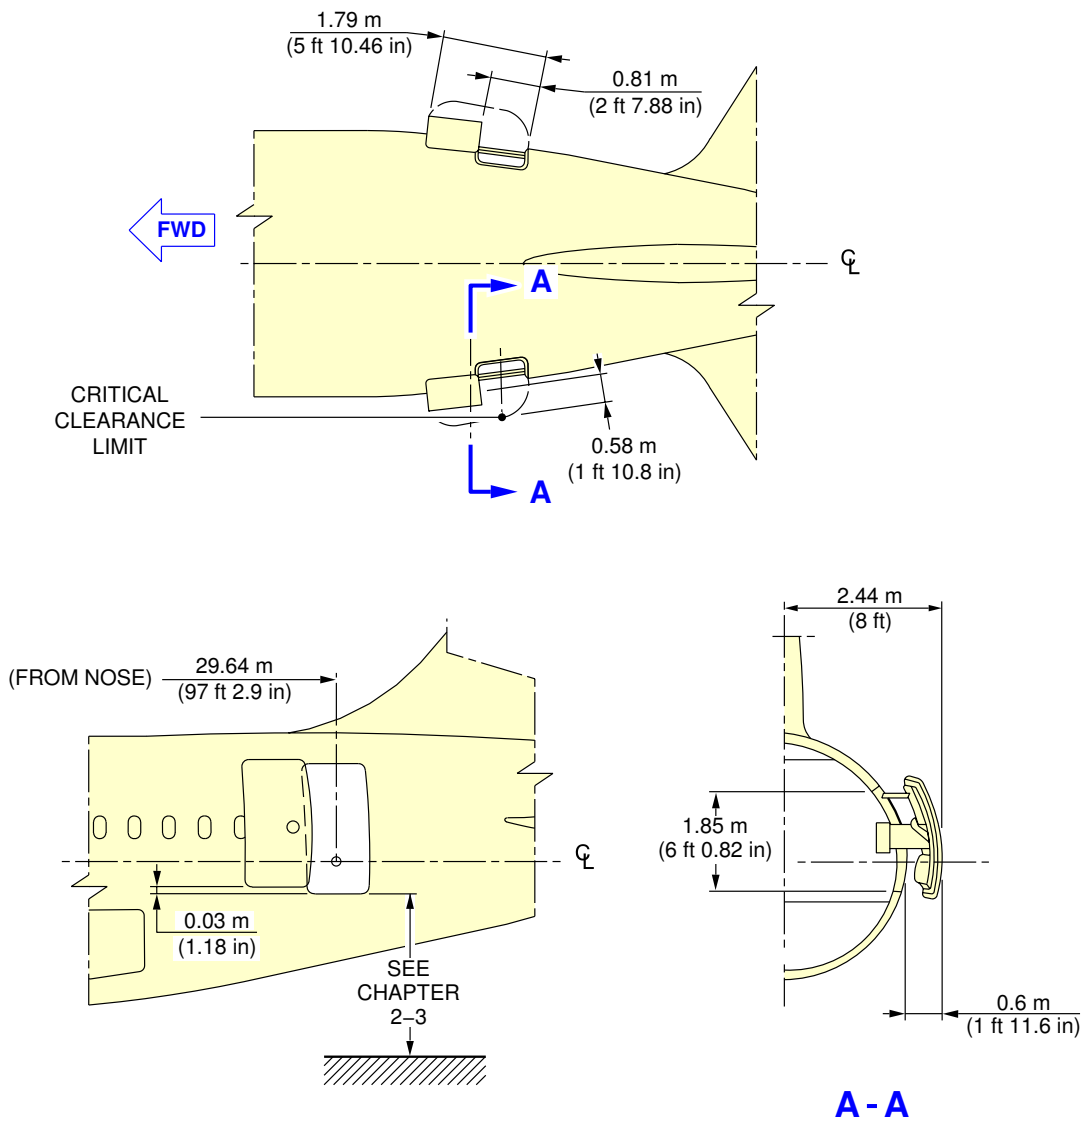 1.79 m
(5 ft 10.46 in)
0.81 m
(2 ft 7.88 in)
FWD
℄
A
CRITICAL
CLEARANCE
LIMIT
0.58 m
(1 ft 10.8 in)
A
2.44 m
(8 ft)
(FROM NOSE)
29.64 m
(97 ft 2.9 in)
1.85 m
(6 ft 0.82 in)
℄
0.03 m
(1.18 in)
SEE
CHAPTER
2–3
0.6 m
(1 ft 11.6 in)
A - A